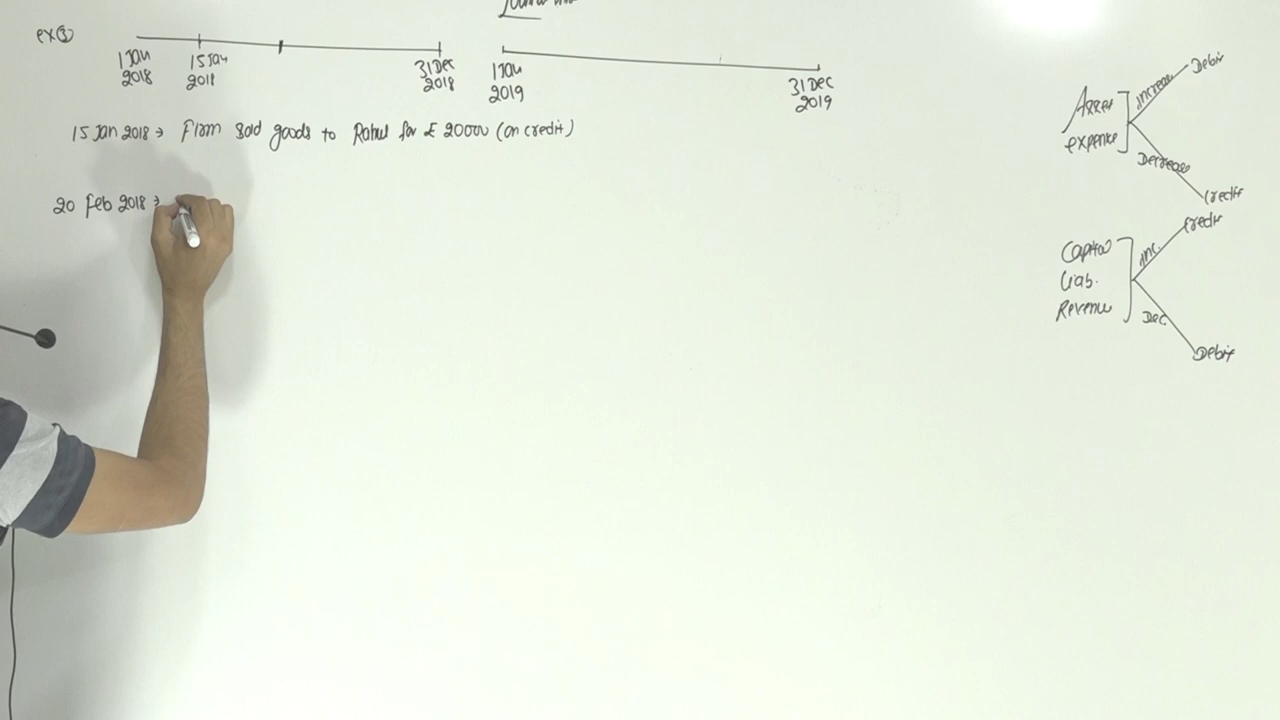 ex③
1 Jan 2018
15 Jan 2018
31 Dec 2018
1 Jan 2019
31 Dec 2019
15 Jan 2018 → Firm sold goods to Rahul for ₹ 20000 (on credit)
20 Feb 2018 →
Asset
expense
increase
Debit
Decrease
Credit
Capital
Liab.
Revenue
inc.
Credit
Dec
Debit